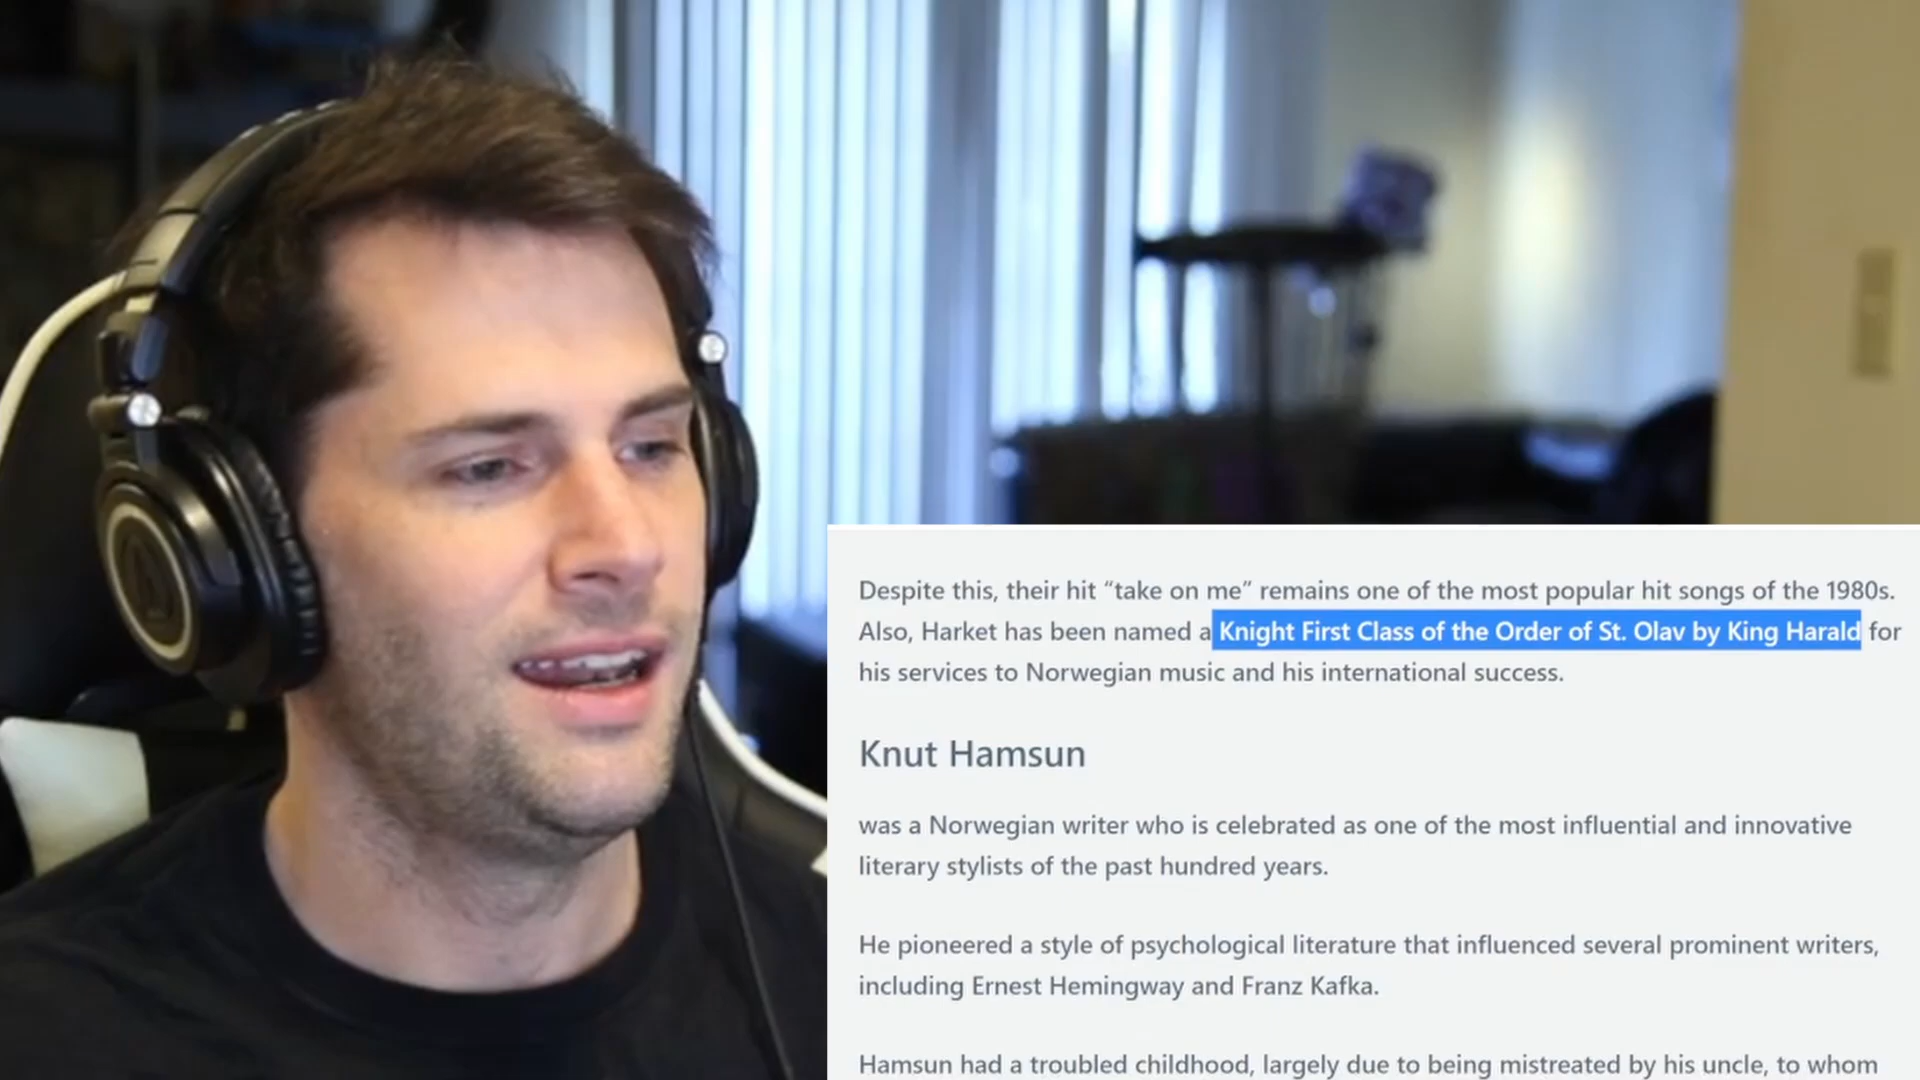 Despite this, their hit “take on me” remains one of the most popular hit songs of the 1980s.
Also, Harket has been named a Knight First Class of the Order of St. Olav by King Harald for
his services to Norwegian music and his international success.
Knut Hamsun
was a Norwegian writer who is celebrated as one of the most influential and innovative
literary stylists of the past hundred years.
He pioneered a style of psychological literature that influenced several prominent writers,
including Ernest Hemingway and Franz Kafka.
Hamsun had a troubled childhood, largely due to being mistreated by his uncle, to whom